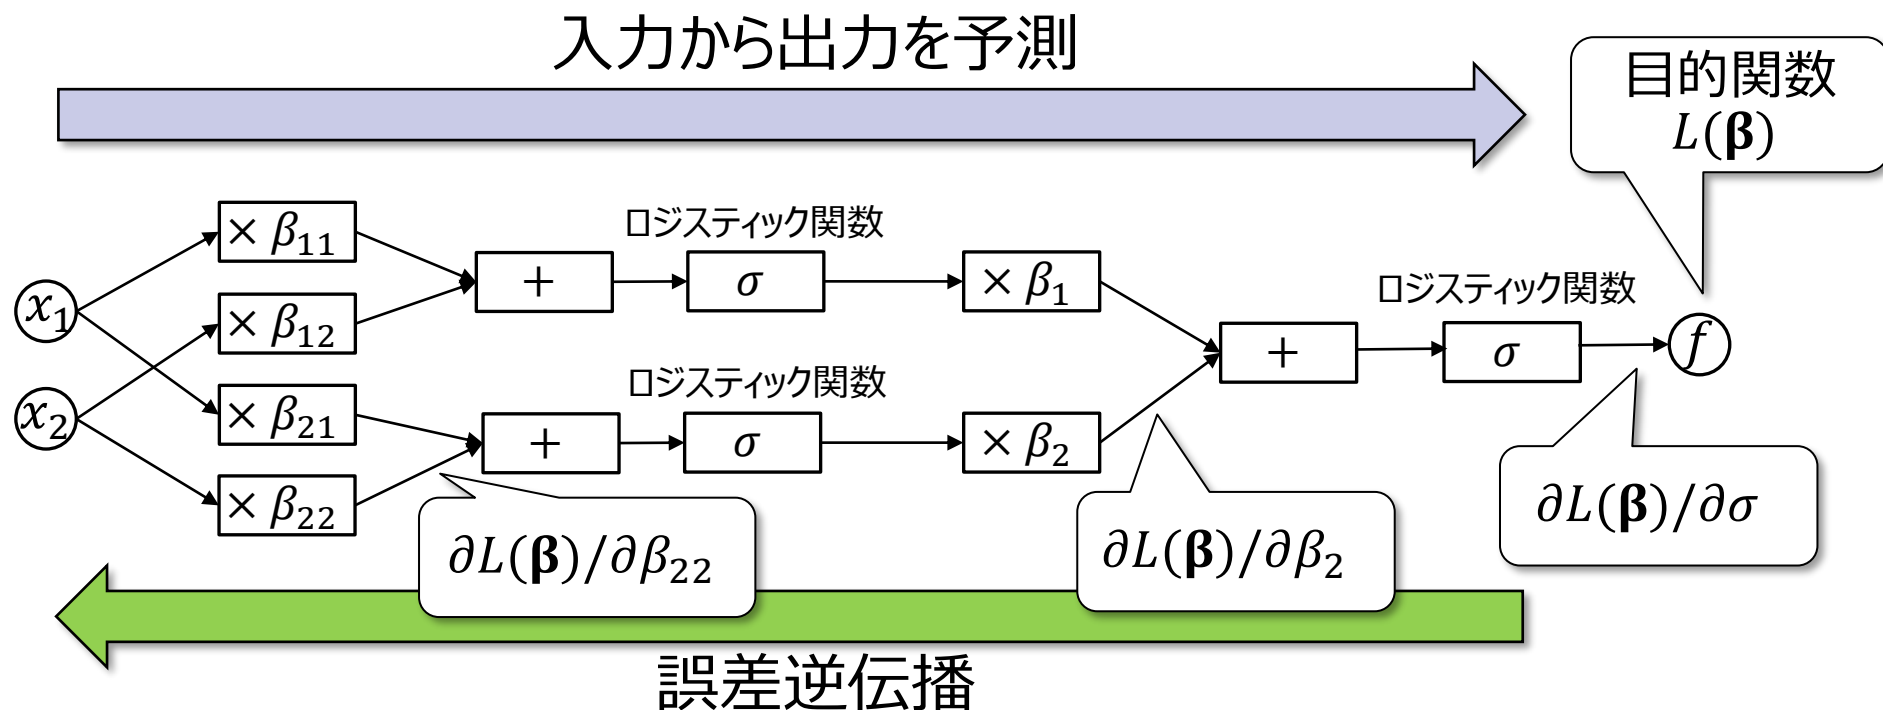 入力から出力を予測
目的関数
L(β)
× β₁₁
ロジスティック関数
+
σ
× β₁
x₁
× β₁₂
ロジスティック関数
+
σ
f
x₂
× β₂₁
ロジスティック関数
+
σ
× β₂
× β₂₂
∂L(β)/∂β₂₂
∂L(β)/∂β₂
∂L(β)/∂σ
誤差逆伝播